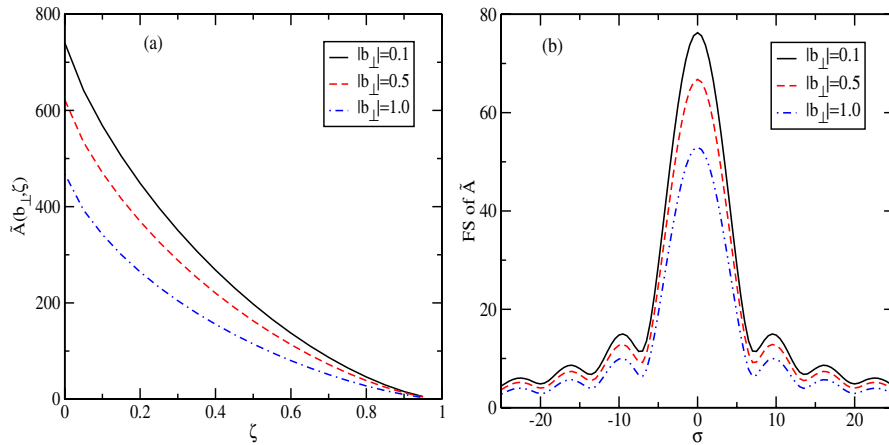 (a)
|b⊥|=0.1
|b⊥|=0.5
|b⊥|=1.0
800
600
400
200
0
Ã(b⊥,ζ)
0 0.2 0.4 0.6 0.8 1
ζ
(b)
|b⊥|=0.1
|b⊥|=0.5
|b⊥|=1.0
80
60
40
20
0
FS of Ã
-20 -10 0 10 20
σ